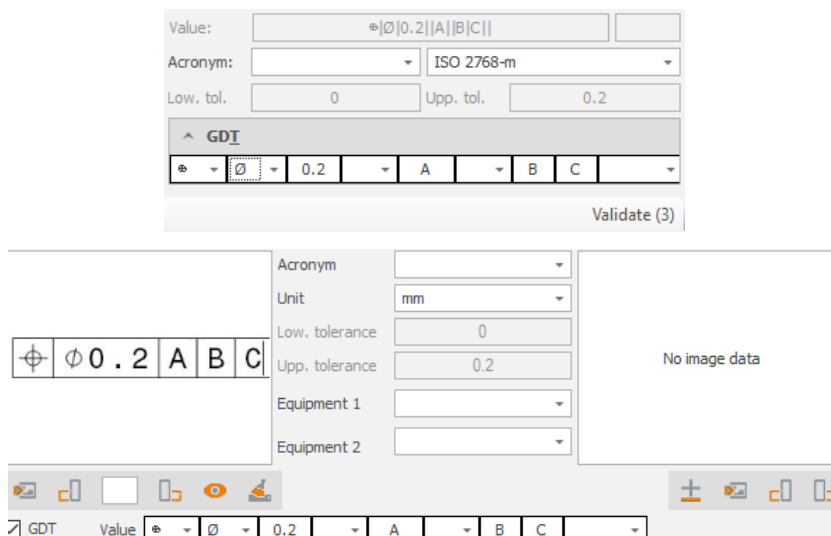 Value: ⌖|Ø|0.2||A||B|C||
Acronym: ISO 2768-m
Low. tol. 0 Upp. tol. 0.2
GDT
⌖ Ø 0.2 A B C
Validate (3)
Acronym
Unit mm
Low. tolerance 0
⌖ ⌀0.2 A B C
Upp. tolerance 0.2
No image data
Equipment 1
Equipment 2
GDT Value ⌖ Ø 0.2 A B C